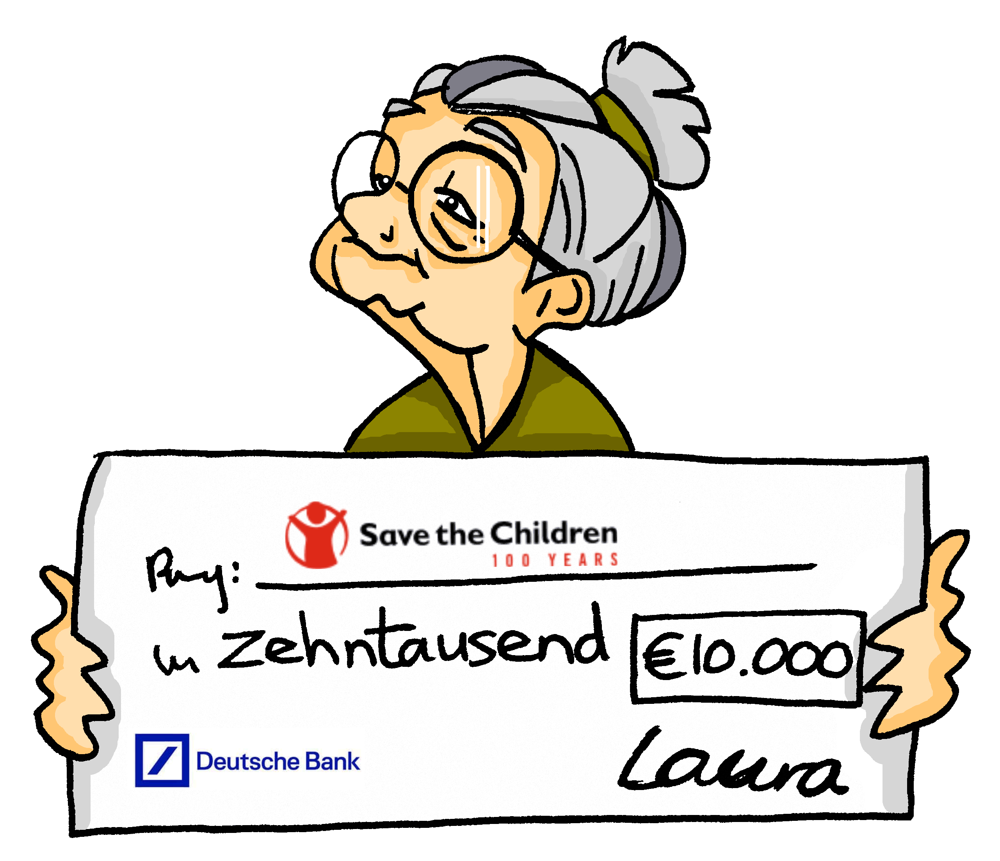 Save the Children
100 YEARS
Pay:
zehntausend €10.000
Deutsche Bank
Laura